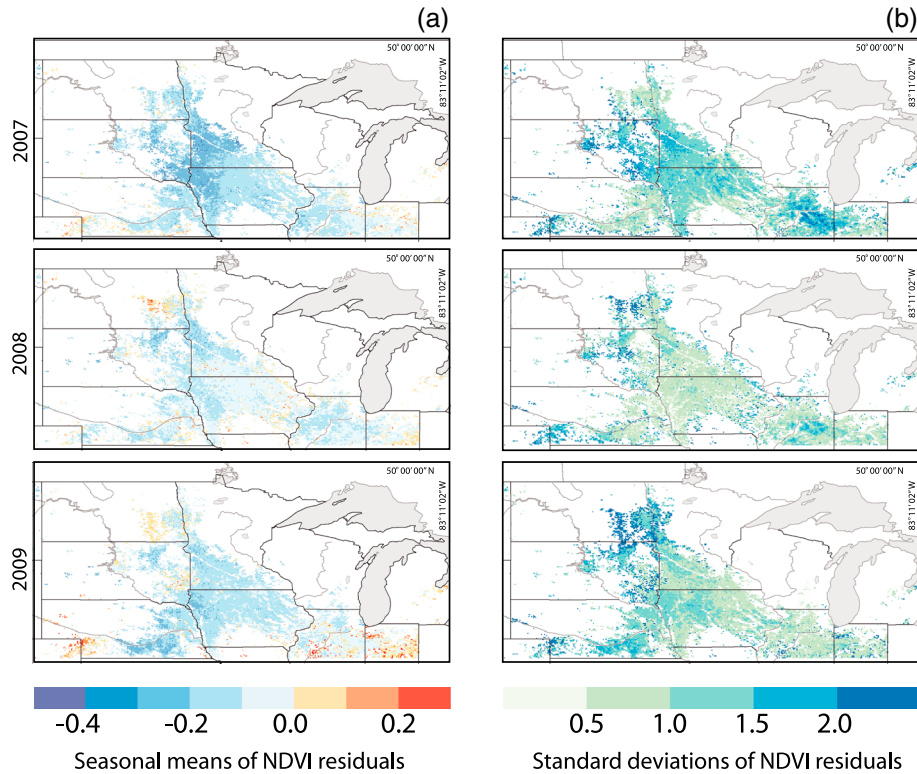 (a)
(b)
2007
50° 00' 00" N
83° 11' 02" W
50° 00' 00" N
83° 11' 02" W
2008
50° 00' 00" N
83° 11' 02" W
50° 00' 00" N
83° 11' 02" W
2009
50° 00' 00" N
83° 11' 02" W
50° 00' 00" N
83° 11' 02" W
-0.4 -0.2 0.0 0.2
Seasonal means of NDVI residuals
0.5 1.0 1.5 2.0
Standard deviations of NDVI residuals